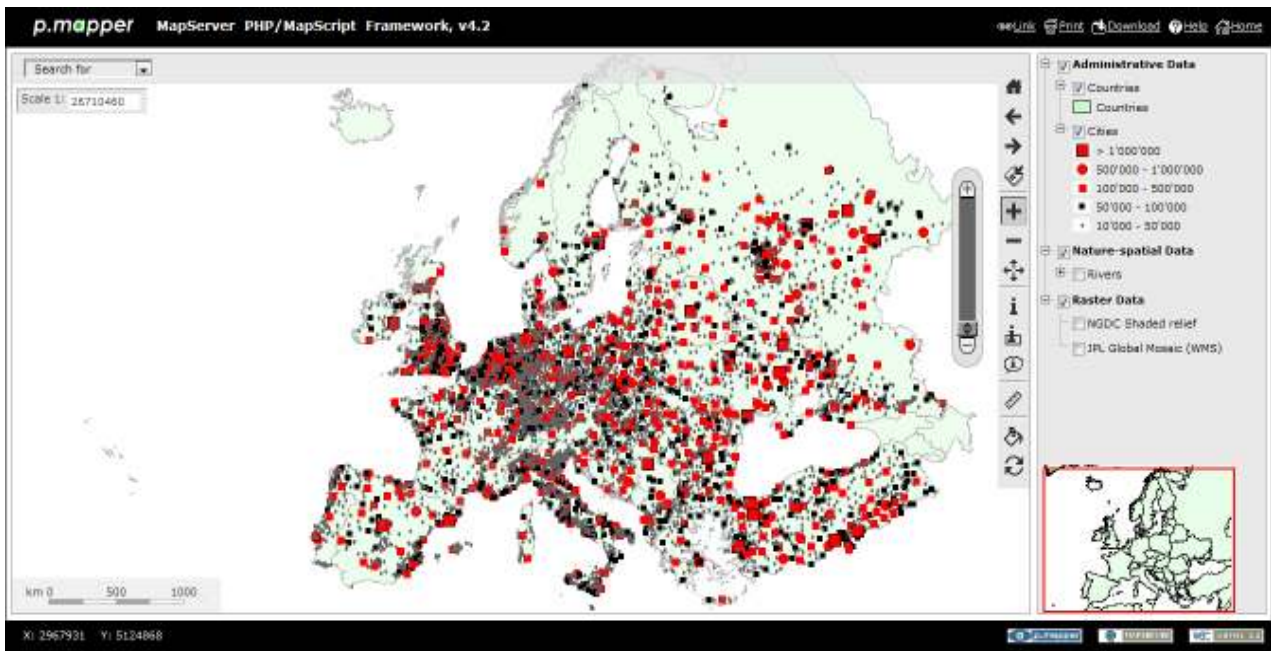 p.mapper MapServer PHP/MapScript Framework, v4.2
Link Print Download Help Home
Search for
Scale 1: 28710460
Administrative Data
Countries
Countries
Cities
> 1'000'000
500'000 - 1'000'000
100'000 - 500'000
50'000 - 100'000
10'000 - 50'000
Nature-spatial Data
Rivers
Raster Data
NGDC Shaded relief
JPL Global Mosaic (WMS)
km 0 500 1000
X: 2967931 Y: 5124868
p.mapper